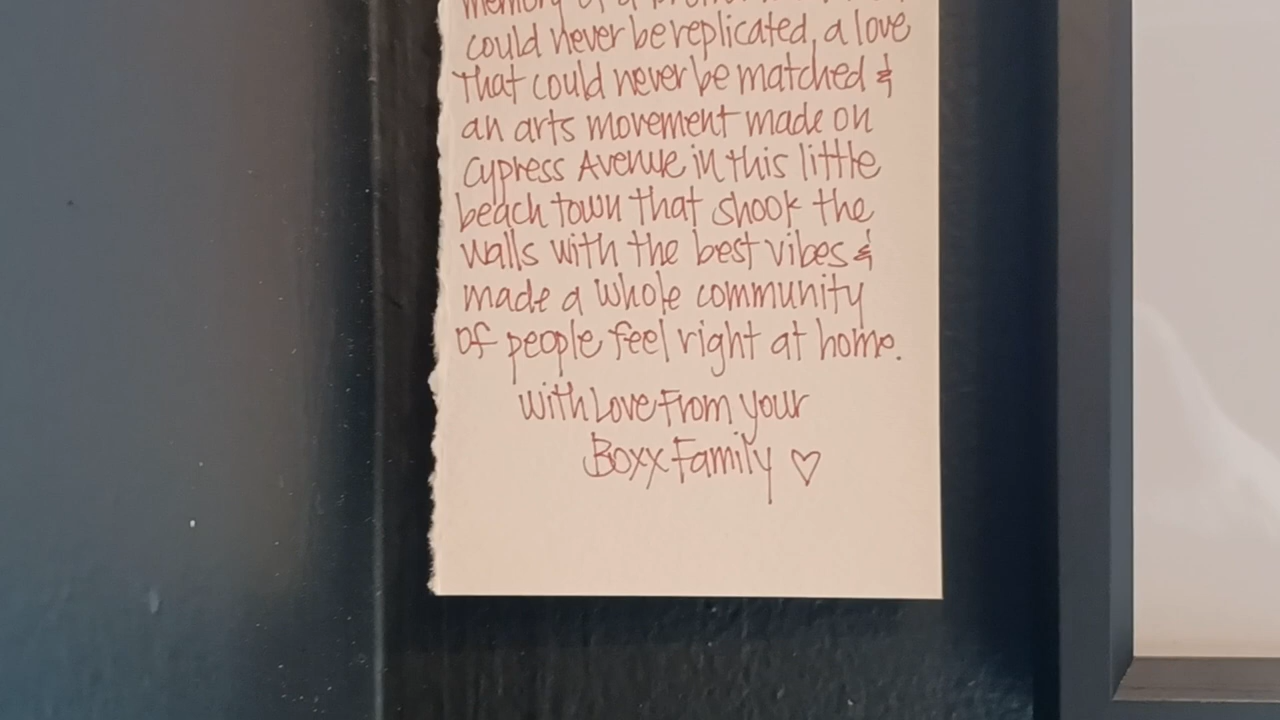 memory of a
could never be replicated, a love
that could never be matched &
an arts movement made on
Cypress Avenue in this little
beach town that shook the
walls with the best vibes &
made a whole community
of people feel right at home.
with Love From your
Boxx Family ♡